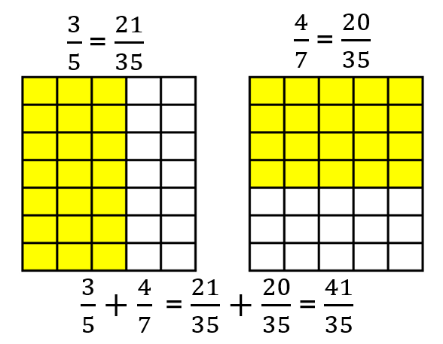 3/5 = 21/35
4/7 = 20/35
3/5 + 4/7 = 21/35 + 20/35 = 41/35